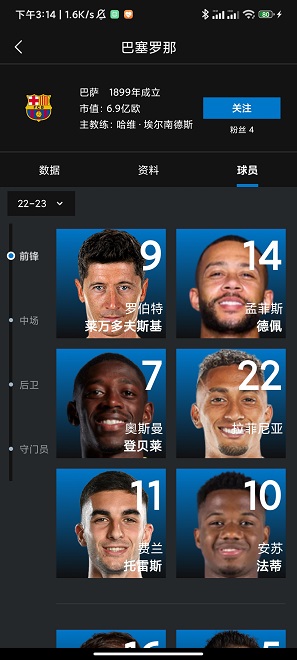 下午3:14 | 1.6K/s
80
巴塞罗那
巴萨 1899年成立
市值: 6.9亿欧
主教练: 哈维·埃尔南德斯
关注
粉丝 4
数据
资料
球员
22-23
前锋
中场
后卫
守门员
9
罗伯特
莱万多夫斯基
14
孟菲斯
德佩
7
奥斯曼
登贝莱
22
拉菲尼亚
11
费兰
托雷斯
10
安苏
法蒂